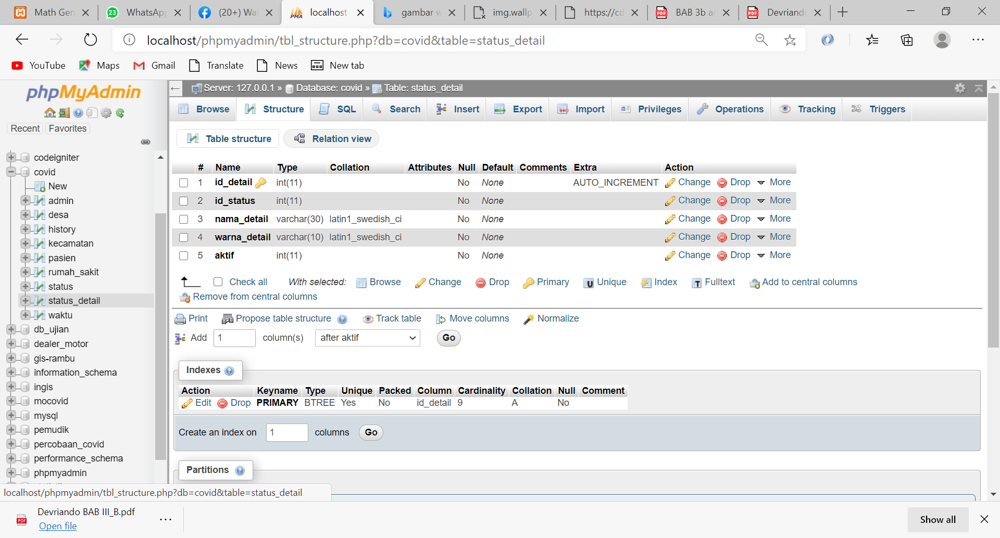 Math Gen
WhatsApp
(20+) Wat
localhost
gambar w
img.wallp
https://cd
BAB 3b a
Devriando
localhost/phpmyadmin/tbl_structure.php?db=covid&table=status_detail
YouTube Maps Gmail Translate News New tab
phpMyAdmin
Recent Favorites
codeigniter
covid
New
admin
desa
history
kecamatan
pasien
rumah_sakit
status
status_detail
waktu
db_ujian
dealer_motor
gis-rambu
information_schema
ingis
mocovid
mysql
pemudik
percobaan_covid
performance_schema
phpmyadmin
Server: 127.0.0.1 » Database: covid » Table: status_detail
Browse Structure SQL Search Insert Export Import Privileges Operations Tracking Triggers
Table structure Relation view
# Name Type Collation Attributes Null Default Comments Extra Action
1 id_detail int(11) No None AUTO_INCREMENT Change Drop More
2 id_status int(11) No None Change Drop More
3 nama_detail varchar(30) latin1_swedish_ci No None Change Drop More
4 warna_detail varchar(10) latin1_swedish_ci No None Change Drop More
5 aktif int(11) No None Change Drop More
Check all With selected: Browse Change Drop Primary Unique Index Fulltext Add to central columns
Remove from central columns
Print Propose table structure Track table Move columns Normalize
Add 1 column(s) after aktif Go
Indexes
Action Keyname Type Unique Packed Column Cardinality Collation Null Comment
Edit Drop PRIMARY BTREE Yes No id_detail 9 A No
Create an index on 1 columns Go
Partitions
localhost/phpmyadmin/tbl_structure.php?db=covid&table=status_detail
Devriando BAB III_B.pdf
Open file
Show all